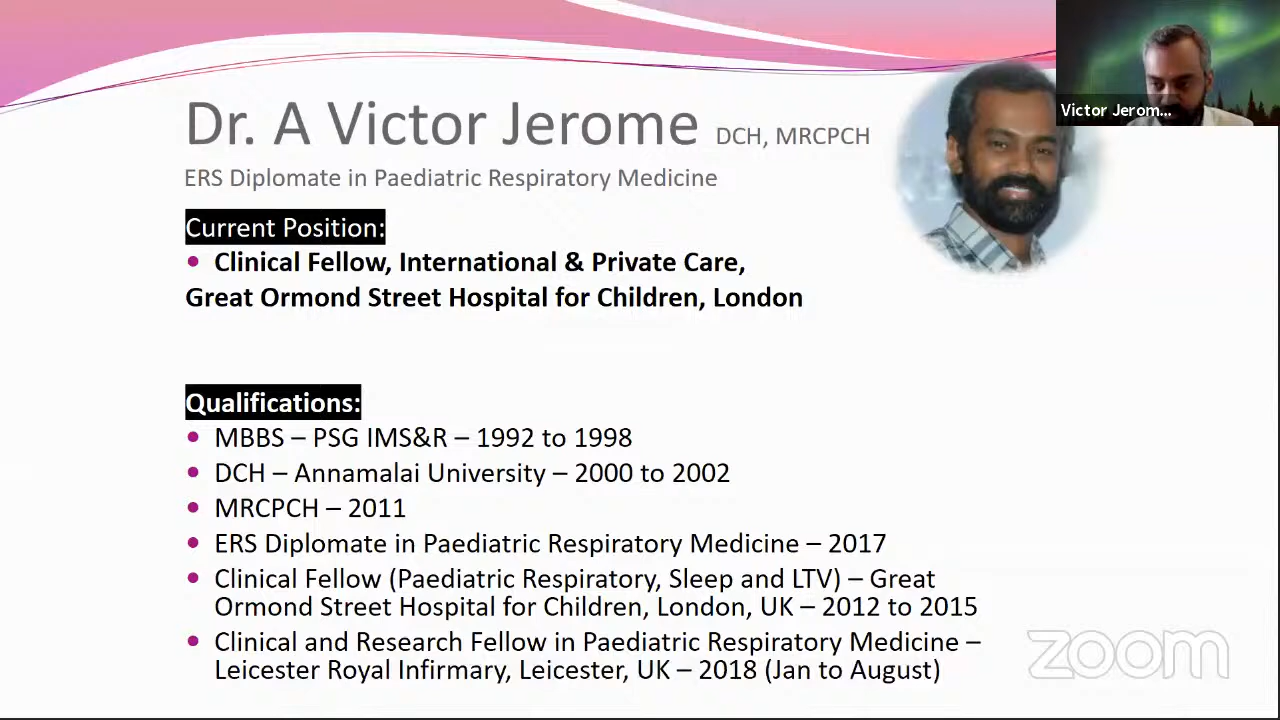 Dr. A Victor Jerome DCH, MRCPCH
Victor Jerom...
ERS Diplomate in Paediatric Respiratory Medicine
Current Position:
• Clinical Fellow, International & Private Care,
Great Ormond Street Hospital for Children, London
Qualifications:
• MBBS – PSG IMS&R – 1992 to 1998
• DCH – Annamalai University – 2000 to 2002
• MRCPCH – 2011
• ERS Diplomate in Paediatric Respiratory Medicine – 2017
• Clinical Fellow (Paediatric Respiratory, Sleep and LTV) – Great
Ormond Street Hospital for Children, London, UK – 2012 to 2015
• Clinical and Research Fellow in Paediatric Respiratory Medicine –
Leicester Royal Infirmary, Leicester, UK – 2018 (Jan to August)
zoom